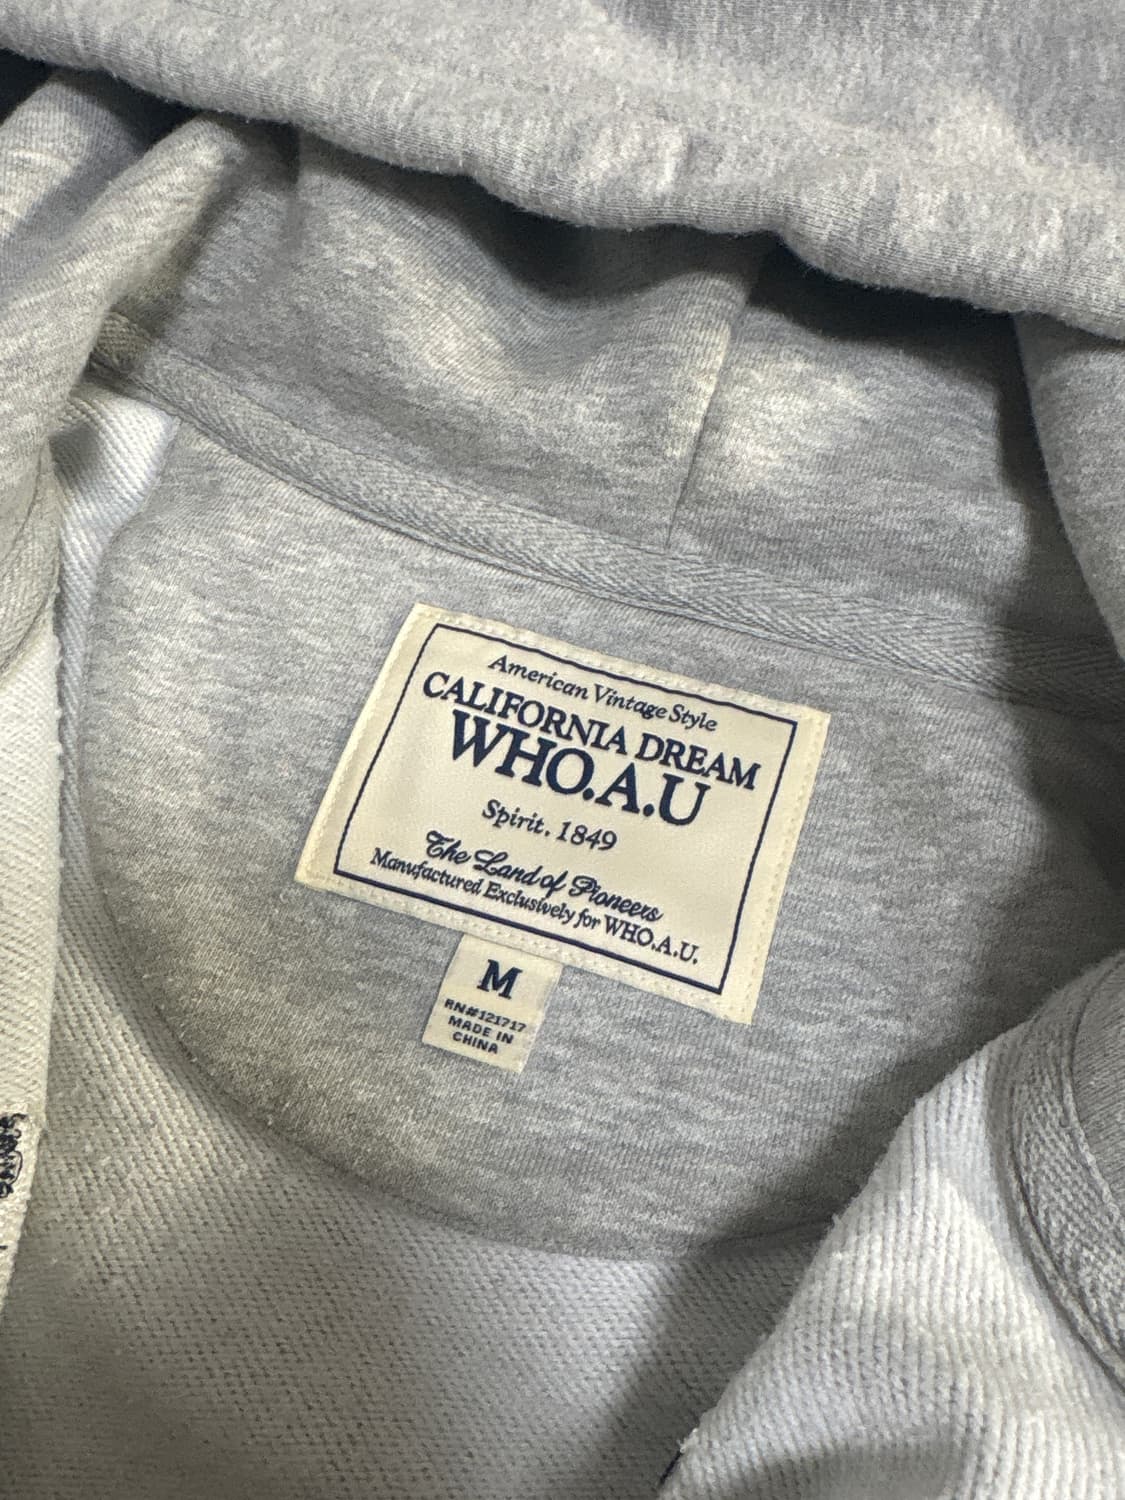 American Vintage Style
CALIFORNIA DREAM
WHO.A.U
Spirit. 1849
The Land of Pioneers
Manufactured Exclusively for WHO.A.U.
M
RN#121717
MADE IN
CHINA